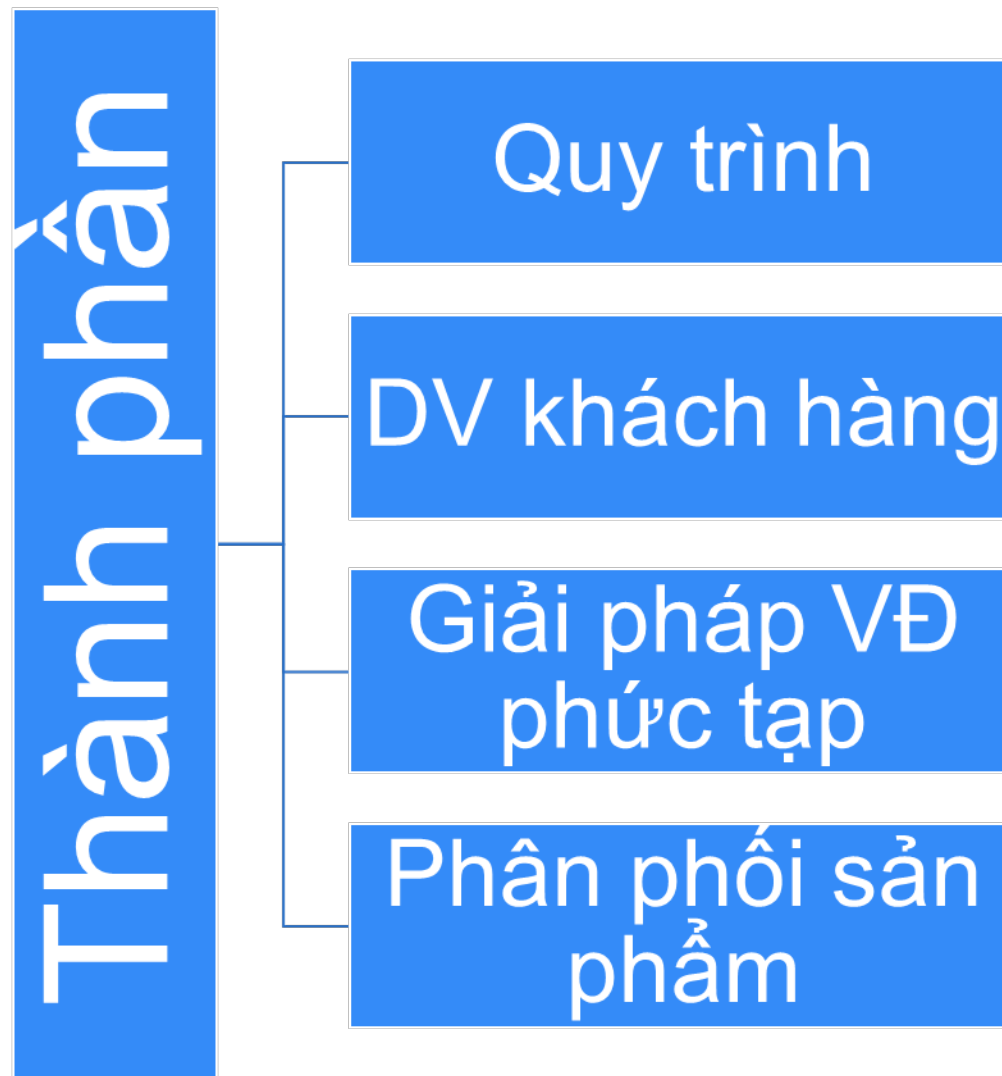 Thành phần
Quy trình
DV khách hàng
Giải pháp VĐ
phức tạp
Phân phối sản
phẩm